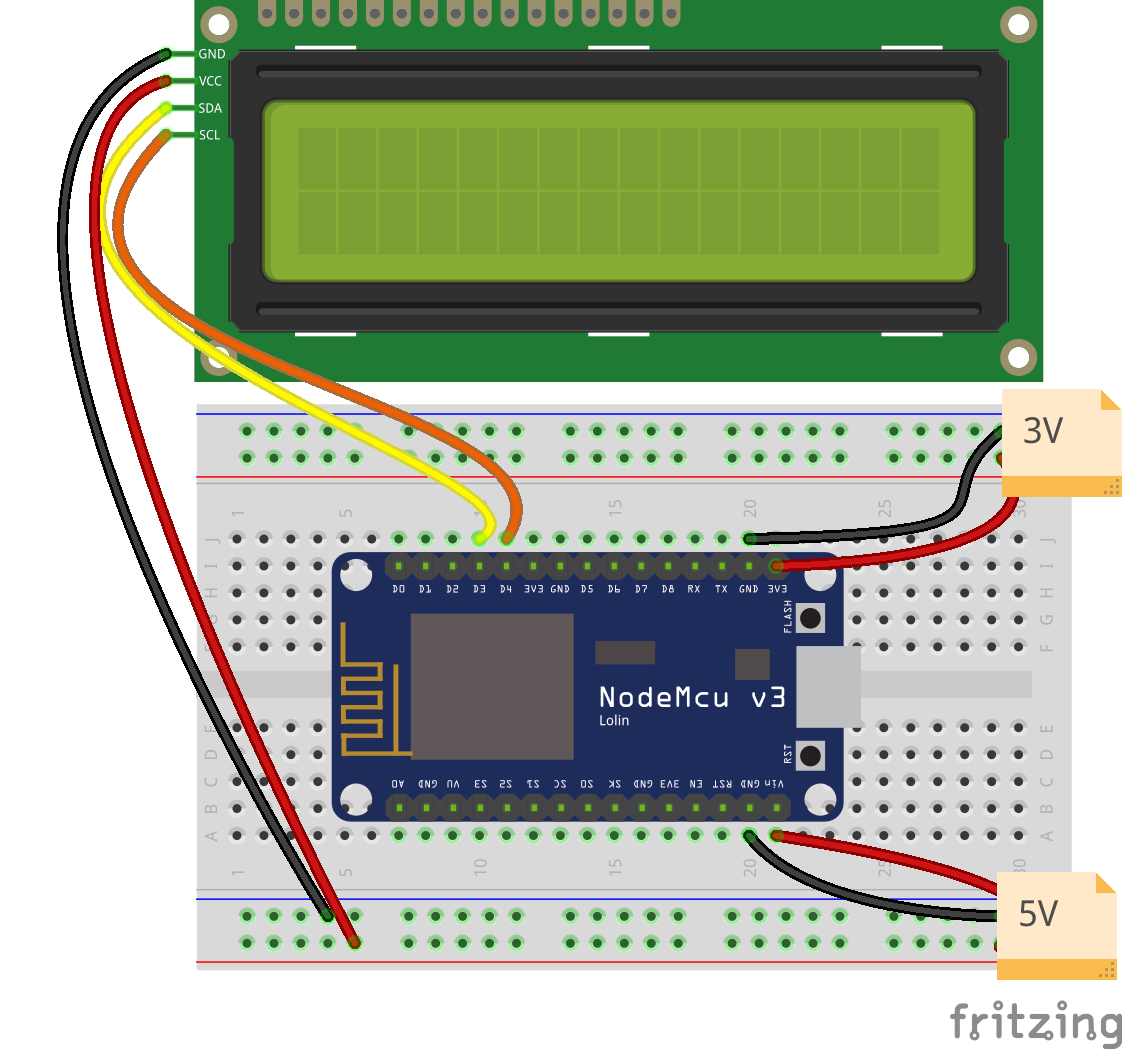 GND
VCC
SDA
SCL
3V
1 5 10 15 20 25 30
J J
I I
H H
G G
F F
D0 D1 D2 D3 D4 3V3 GND D5 D6 D7 D8 RX TX GND 3V3
FLASH
NodeMcu v3
Lolin
RST
A0 GND VU S3 S2 S1 SC S0 SK GND 3V3 EN RST GND Vin
E E
D D
C C
B B
A A
1 5 10 15 20 25 30
5V
fritzing